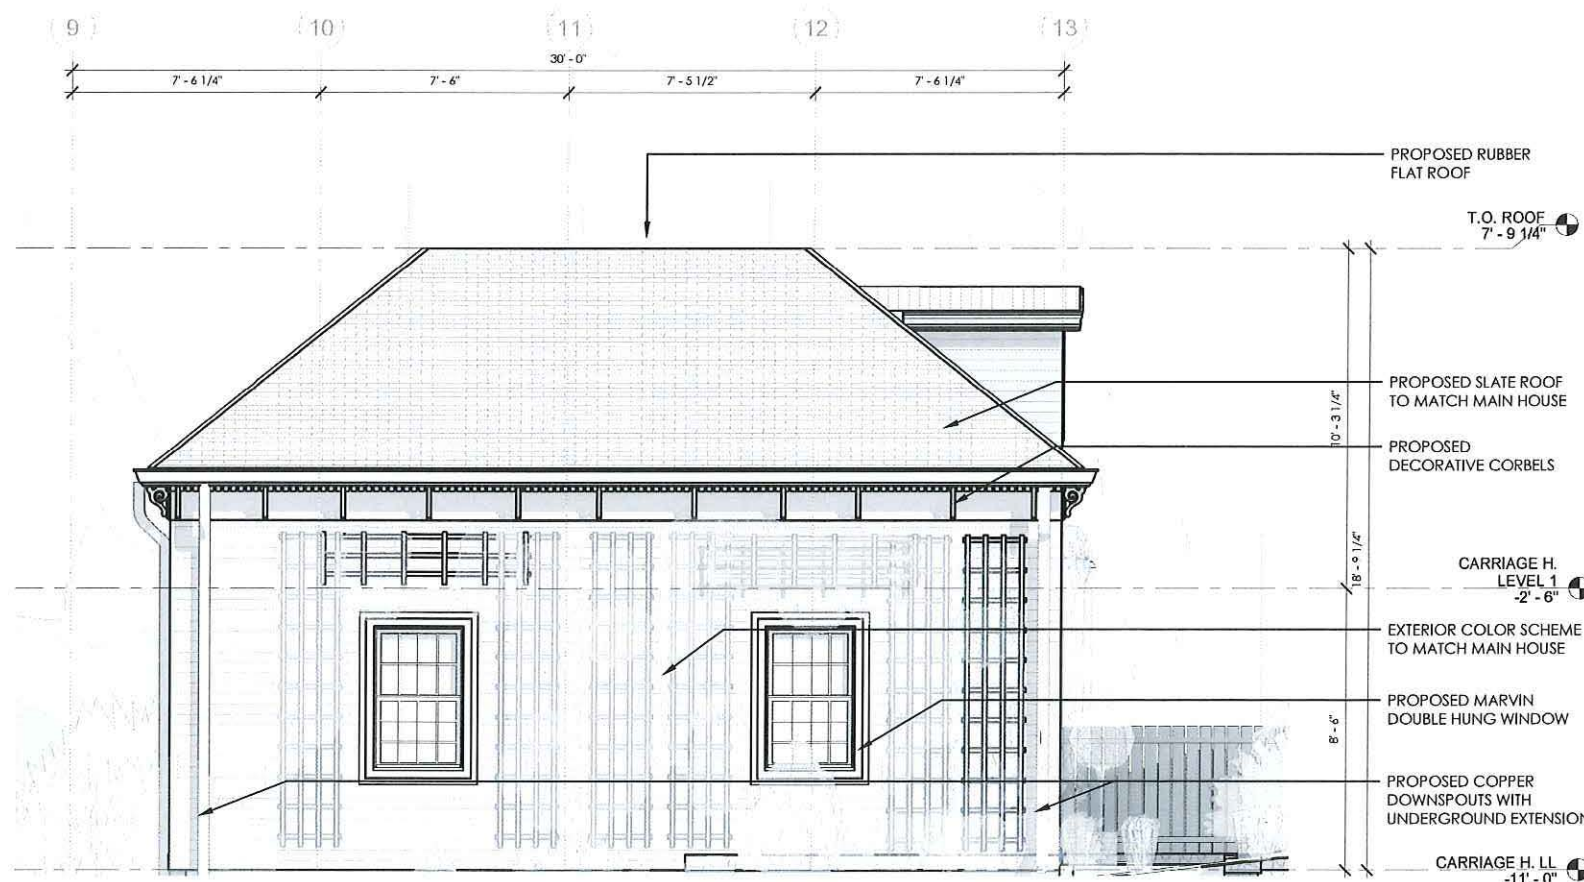 9 10 11 12 13
30' - 0"
7' - 6 1/4" 7' - 6" 7' - 5 1/2" 7' - 6 1/4"
PROPOSED RUBBER
FLAT ROOF
T.O. ROOF
7' - 9 1/4"
PROPOSED SLATE ROOF
TO MATCH MAIN HOUSE
10' - 3 1/4"
PROPOSED
DECORATIVE CORBELS
18' - 9 1/4"
CARRIAGE H.
LEVEL 1
-2' - 6"
EXTERIOR COLOR SCHEME
TO MATCH MAIN HOUSE
PROPOSED MARVIN
DOUBLE HUNG WINDOW
8' - 6"
PROPOSED COPPER
DOWNSPOUTS WITH
UNDERGROUND EXTENSION
CARRIAGE H. LL
-11' - 0"